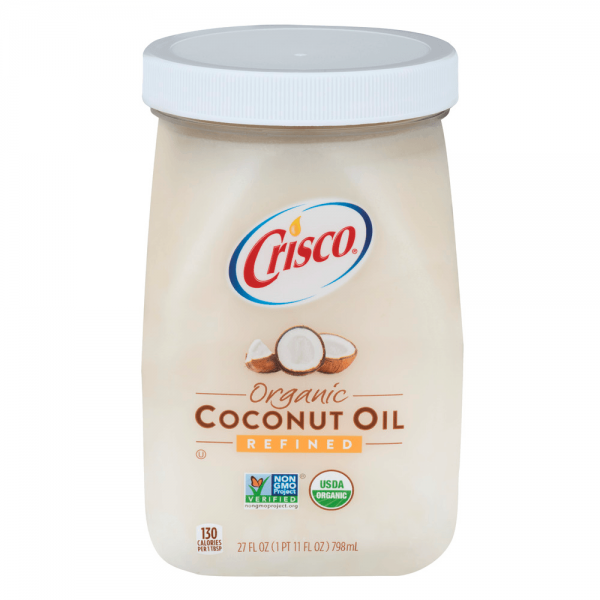 Crisco®
Organic
COCONUT OIL
REFINED
U
NON
GMO
Project
VERIFIED
nongmoproject.org
®
USDA
ORGANIC
130
CALORIES
PER 1 TBSP
27 FL OZ (1 PT 11 FL OZ) 798mL